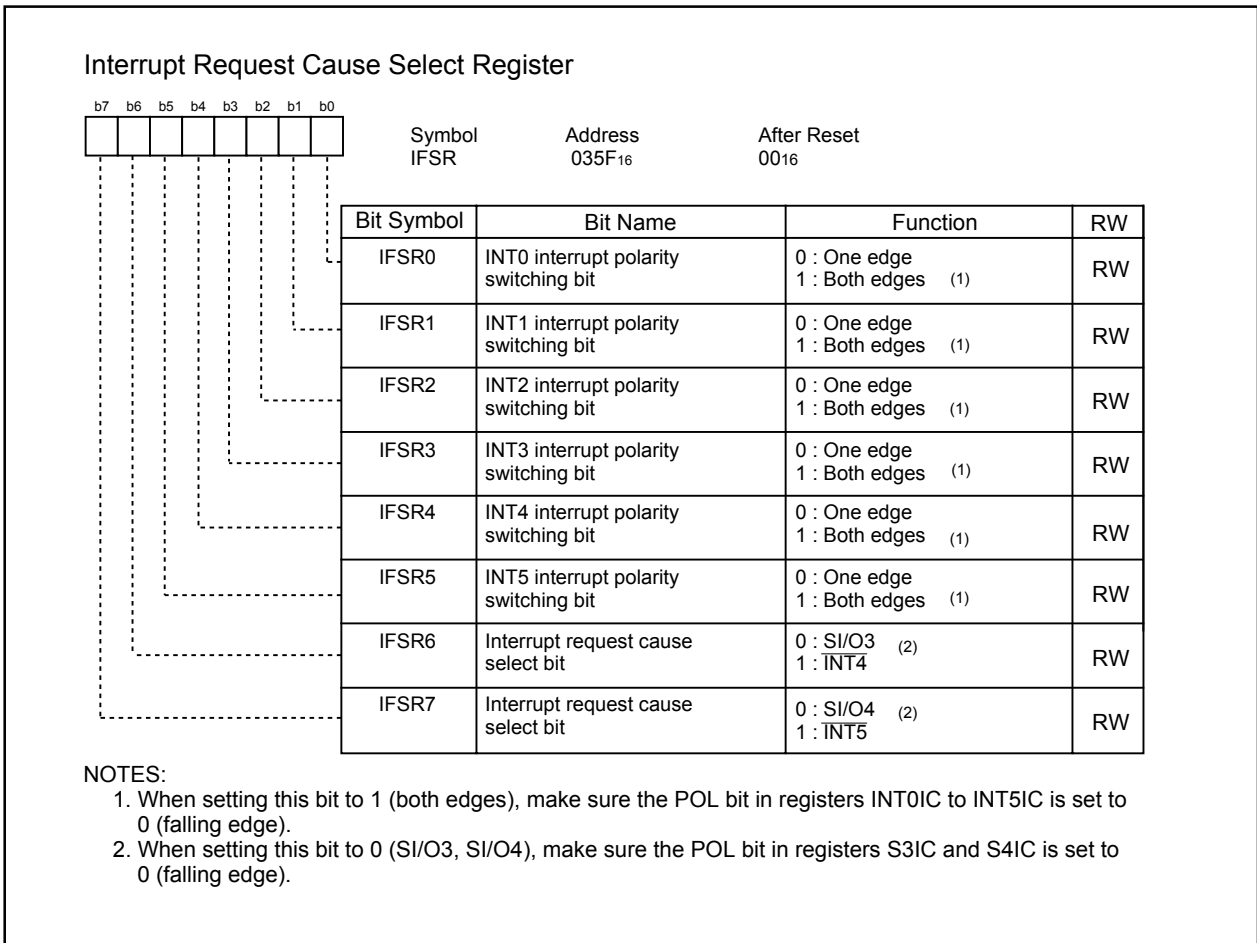 Interrupt Request Cause Select Register
b7 b6 b5 b4 b3 b2 b1 b0
Symbol Address After Reset
IFSR 035F16 0016
Bit Symbol Bit Name Function RW
IFSR0 INT0 interrupt polarity 0 : One edge RW
switching bit 1 : Both edges (1)
IFSR1 INT1 interrupt polarity 0 : One edge RW
switching bit 1 : Both edges (1)
IFSR2 INT2 interrupt polarity 0 : One edge RW
switching bit 1 : Both edges (1)
IFSR3 INT3 interrupt polarity 0 : One edge RW
switching bit 1 : Both edges (1)
IFSR4 INT4 interrupt polarity 0 : One edge RW
switching bit 1 : Both edges (1)
IFSR5 INT5 interrupt polarity 0 : One edge RW
switching bit 1 : Both edges (1)
IFSR6 Interrupt request cause 0 : SI/O3 (2) RW
select bit 1 : INT4
IFSR7 Interrupt request cause 0 : SI/O4 (2) RW
select bit 1 : INT5
NOTES:
1. When setting this bit to 1 (both edges), make sure the POL bit in registers INT0IC to INT5IC is set to
0 (falling edge).
2. When setting this bit to 0 (SI/O3, SI/O4), make sure the POL bit in registers S3IC and S4IC is set to
0 (falling edge).